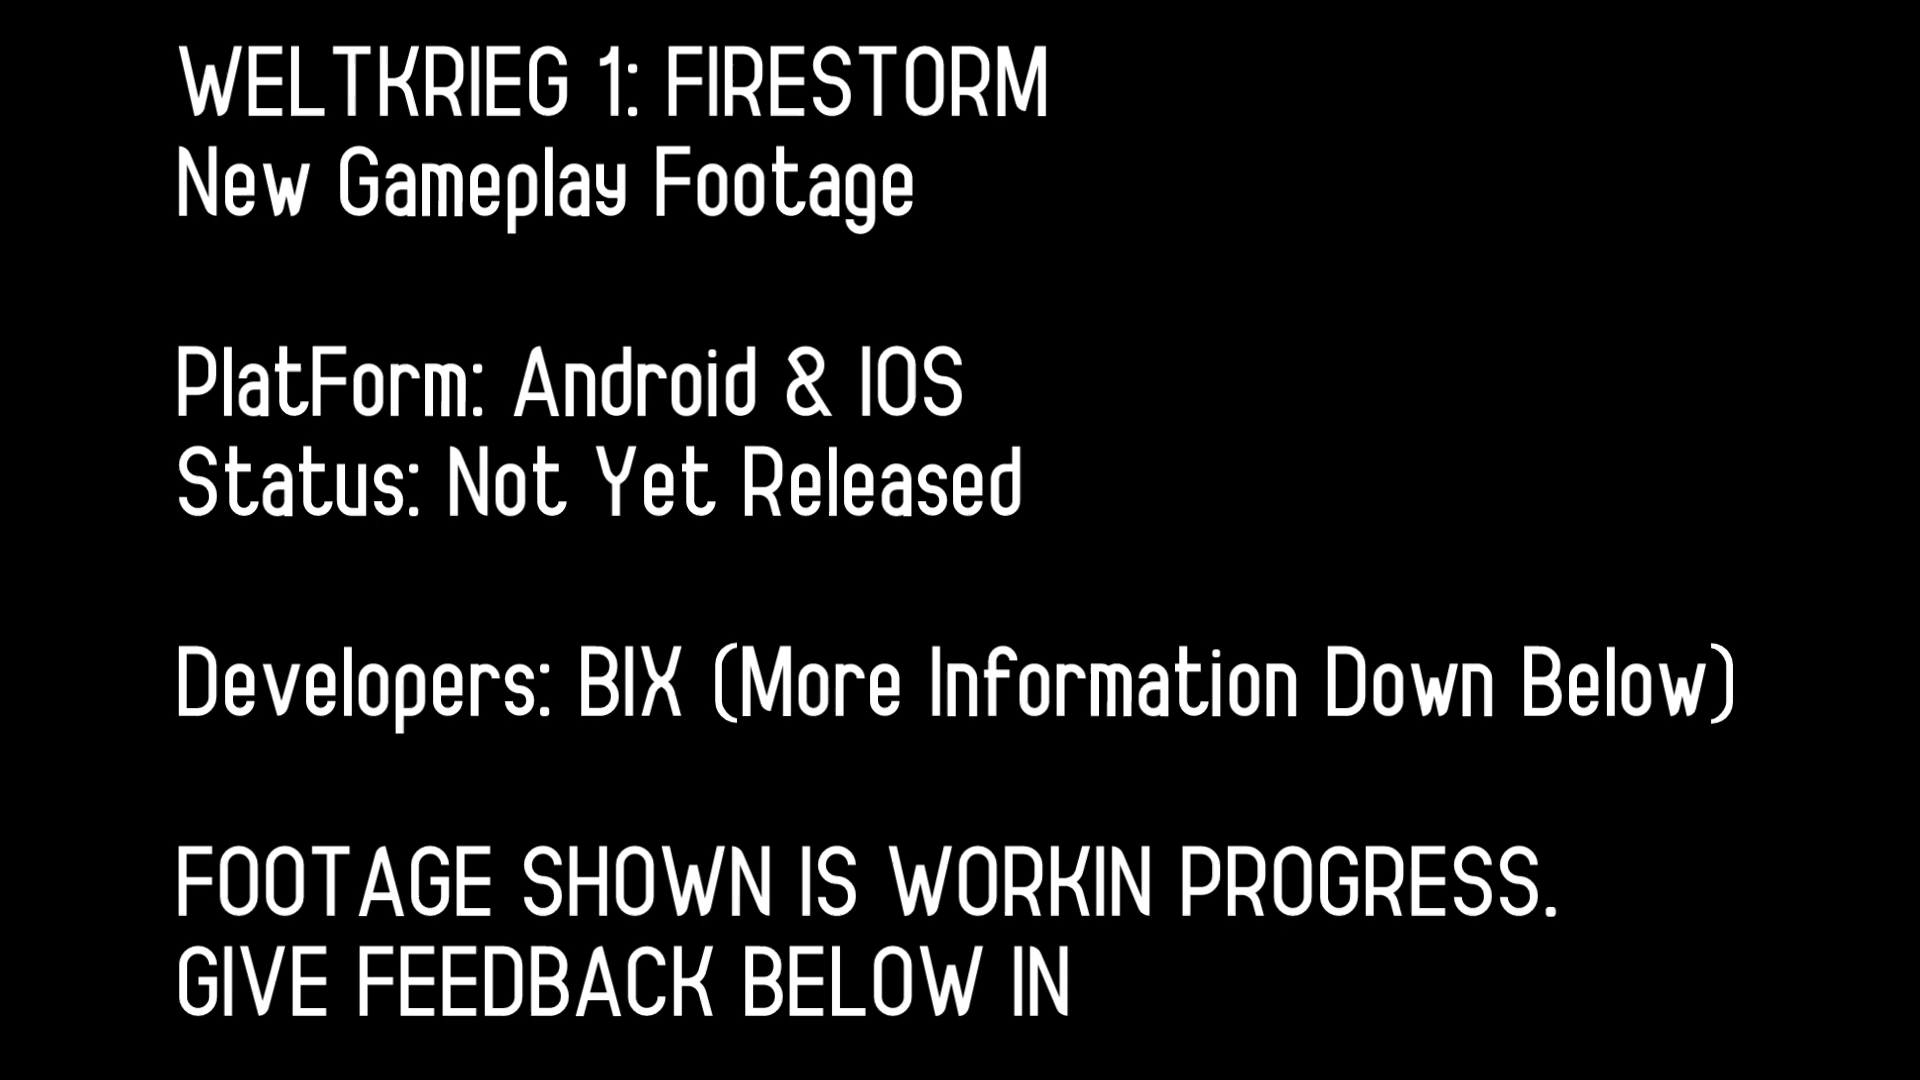 WELTKRIEG 1: FIRESTORM
New Gameplay Footage
PlatForm: Android & IOS
Status: Not Yet Released
Developers: BIX (More Information Down Below)
FOOTAGE SHOWN IS WORKIN PROGRESS.
GIVE FEEDBACK BELOW IN